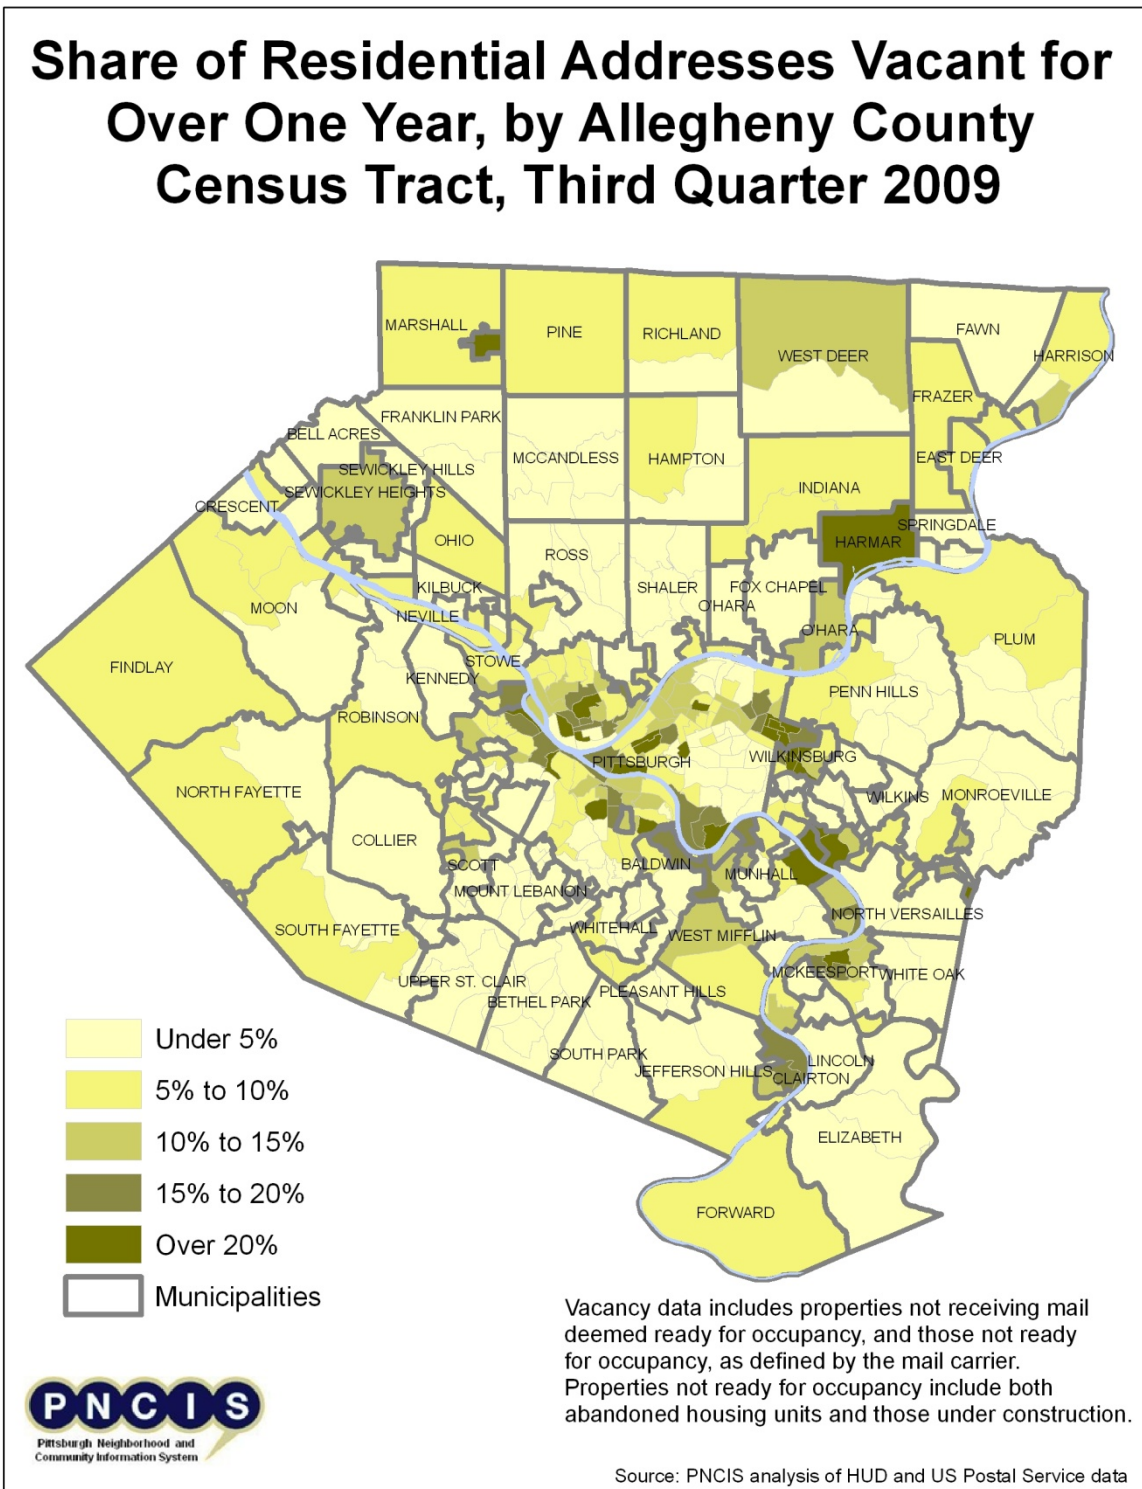 Share of Residential Addresses Vacant for
Over One Year, by Allegheny County
Census Tract, Third Quarter 2009
MARSHALL
PINE
RICHLAND
WEST DEER
FAWN
HARRISON
FRAZER
FRANKLIN PARK
BELL ACRES
MCCANDLESS
HAMPTON
EAST DEER
SEWICKLEY HILLS
SEWICKLEY HEIGHTS
INDIANA
CRESCENT
SPRINGDALE
OHIO
HARMAR
ROSS
KILBUCK
SHALER
FOX CHAPEL
O'HARA
MOON
NEVILLE
O'HARA
PLUM
STOWE
FINDLAY
KENNEDY
PENN HILLS
ROBINSON
PITTSBURGH
WILKINSBURG
NORTH FAYETTE
WILKINS
MONROEVILLE
COLLIER
SCOTT
BALDWIN
MUNHALL
MOUNT LEBANON
NORTH VERSAILLES
SOUTH FAYETTE
WHITEHALL
WEST MIFFLIN
UPPER ST. CLAIR
MCKEESPORT
WHITE OAK
BETHEL PARK
PLEASANT HILLS
SOUTH PARK
JEFFERSON HILLS
LINCOLN
CLAIRTON
ELIZABETH
FORWARD
Under 5%
5% to 10%
10% to 15%
15% to 20%
Over 20%
Municipalities
Vacancy data includes properties not receiving mail
deemed ready for occupancy, and those not ready
for occupancy, as defined by the mail carrier.
Properties not ready for occupancy include both
abandoned housing units and those under construction.
PNCIS
Pittsburgh Neighborhood and
Community Information System
Source: PNCIS analysis of HUD and US Postal Service data